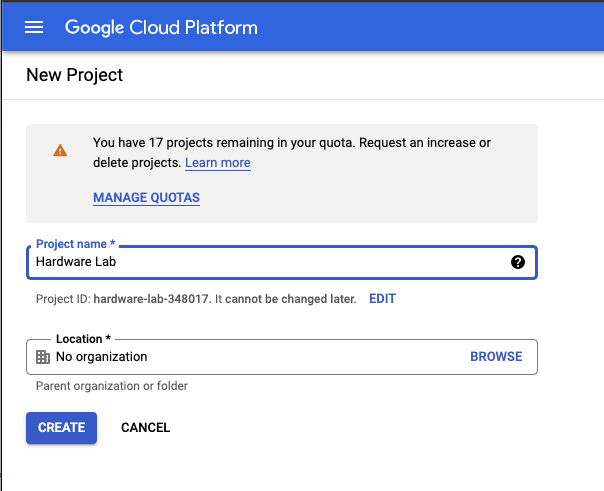 Google Cloud Platform
New Project
You have 17 projects remaining in your quota. Request an increase or
delete projects. Learn more
MANAGE QUOTAS
Project name *
Hardware Lab
Project ID: hardware-lab-348017. It cannot be changed later. EDIT
Location *
No organization BROWSE
Parent organization or folder
CREATE CANCEL